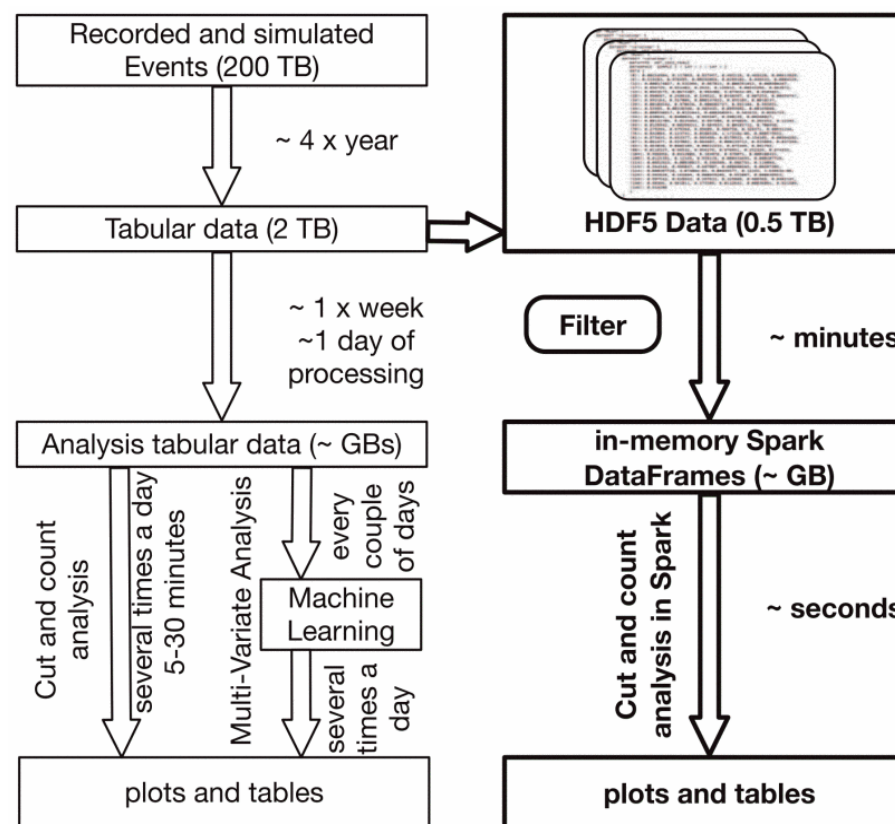 Recorded and simulated
Events (200 TB)
~ 4 x year
Tabular data (2 TB)
~ 1 x week
~1 day of
processing
Analysis tabular data (~ GBs)
Cut and count
analysis
several times a day
5-30 minutes
Multi-Variate Analysis
every
couple
of days
Machine
Learning
several
times a
day
plots and tables
HDF5 Data (0.5 TB)
Filter
~ minutes
in-memory Spark
DataFrames (~ GB)
Cut and count
analysis in Spark
~ seconds
plots and tables